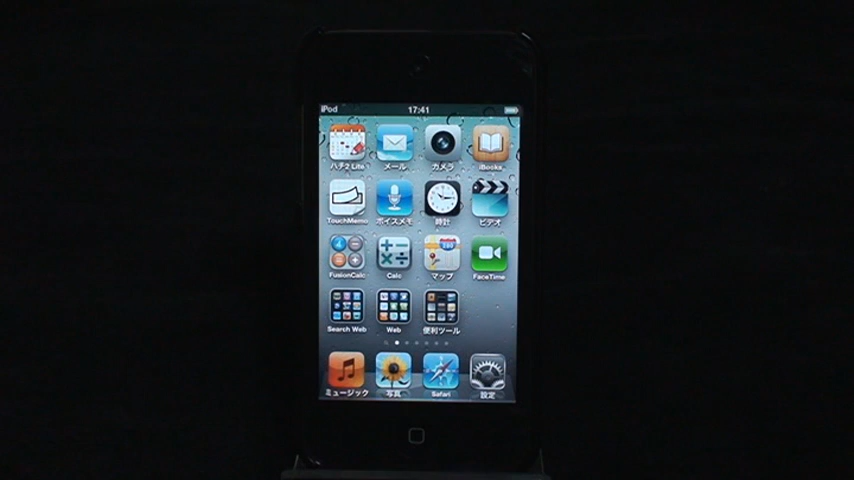 iPod 17:41
ハチ2 Lite メール カメラ iBooks
TouchMemo ボイスメモ 時計 ビデオ
FusionCalc Calc マップ FaceTime
Search Web Web 便利ツール
ミュージック 写真 Safari 設定